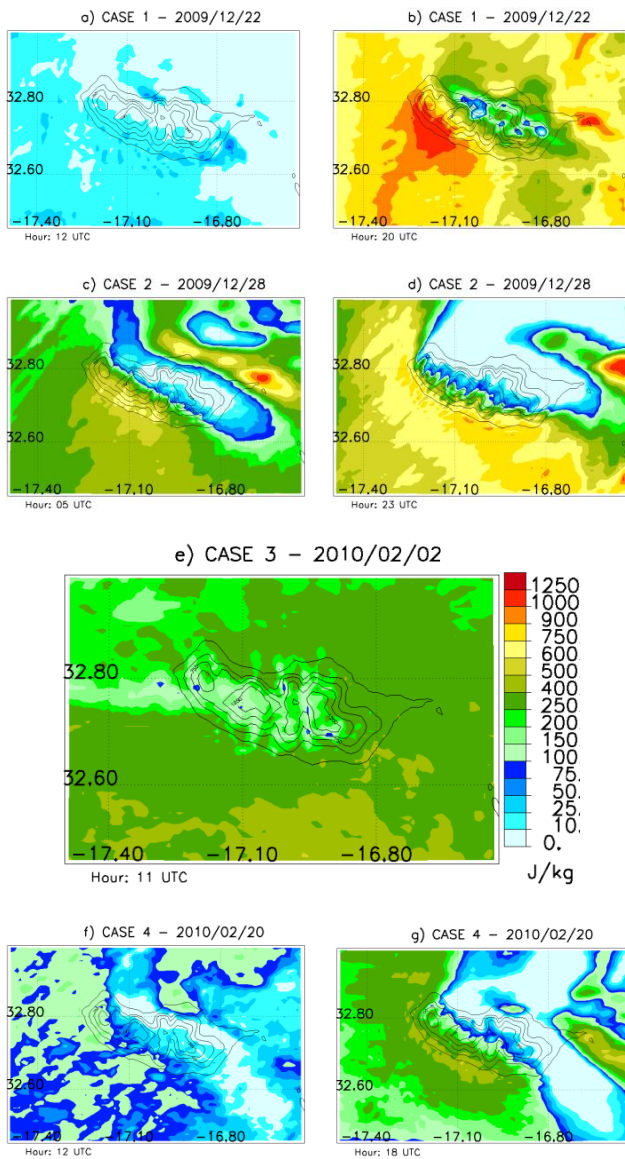 a) CASE 1 – 2009/12/22
32.80
32.60
−17.40 −17.10 −16.80
Hour: 12 UTC
b) CASE 1 – 2009/12/22
32.80
32.60
−17.40 −17.10 −16.80
Hour: 20 UTC
c) CASE 2 – 2009/12/28
32.80
32.60
−17.40 −17.10 −16.80
Hour: 05 UTC
d) CASE 2 – 2009/12/28
32.80
32.60
−17.40 −17.10 −16.80
Hour: 23 UTC
e) CASE 3 – 2010/02/02
32.80
32.60
−17.40 −17.10 −16.80
Hour: 11 UTC
1250
1000
900
750
600
500
400
250
200
150
100
75.
50.
25.
10.
0.
J/kg
f) CASE 4 – 2010/02/20
32.80
32.60
−17.40 −17.10 −16.80
Hour: 12 UTC
g) CASE 4 – 2010/02/20
32.80
32.60
−17.40 −17.10 −16.80
Hour: 18 UTC